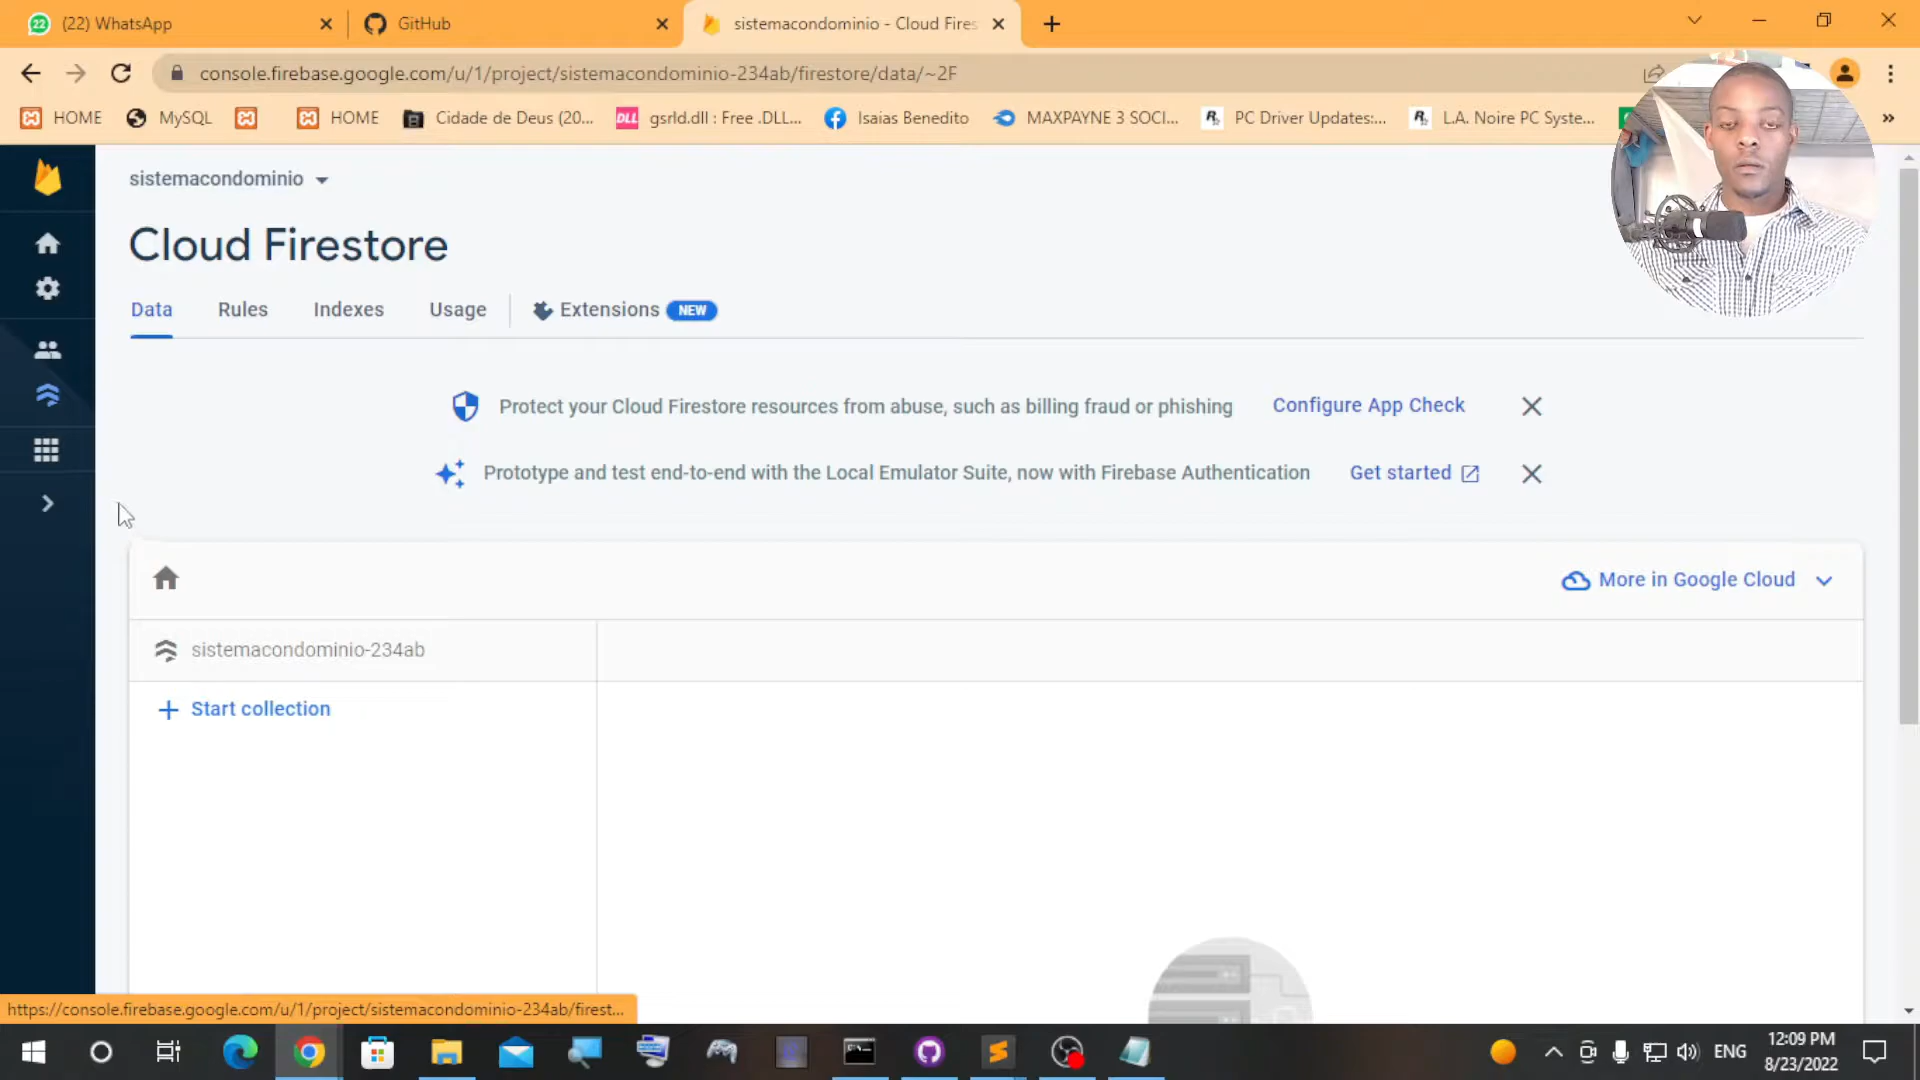 22
(22) WhatsApp
GitHub
sistemacondominio - Cloud Fires
console.firebase.google.com/u/1/project/sistemacondominio-234ab/firestore/data/~2F
HOME
MySQL
HOME
Cidade de Deus (20...
DLL
gsrld.dll : Free .DLL...
Isaias Benedito
MAXPAYNE 3 SOCI...
PC Driver Updates:...
L.A. Noire PC Syste...
sistemacondominio
Cloud Firestore
Data
Rules
Indexes
Usage
Extensions
NEW
Protect your Cloud Firestore resources from abuse, such as billing fraud or phishing
Configure App Check
Prototype and test end-to-end with the Local Emulator Suite, now with Firebase Authentication
Get started
More in Google Cloud
sistemacondominio-234ab
+ Start collection
https://console.firebase.google.com/u/1/project/sistemacondominio-234ab/firest...
ENG
12:09 PM
8/23/2022